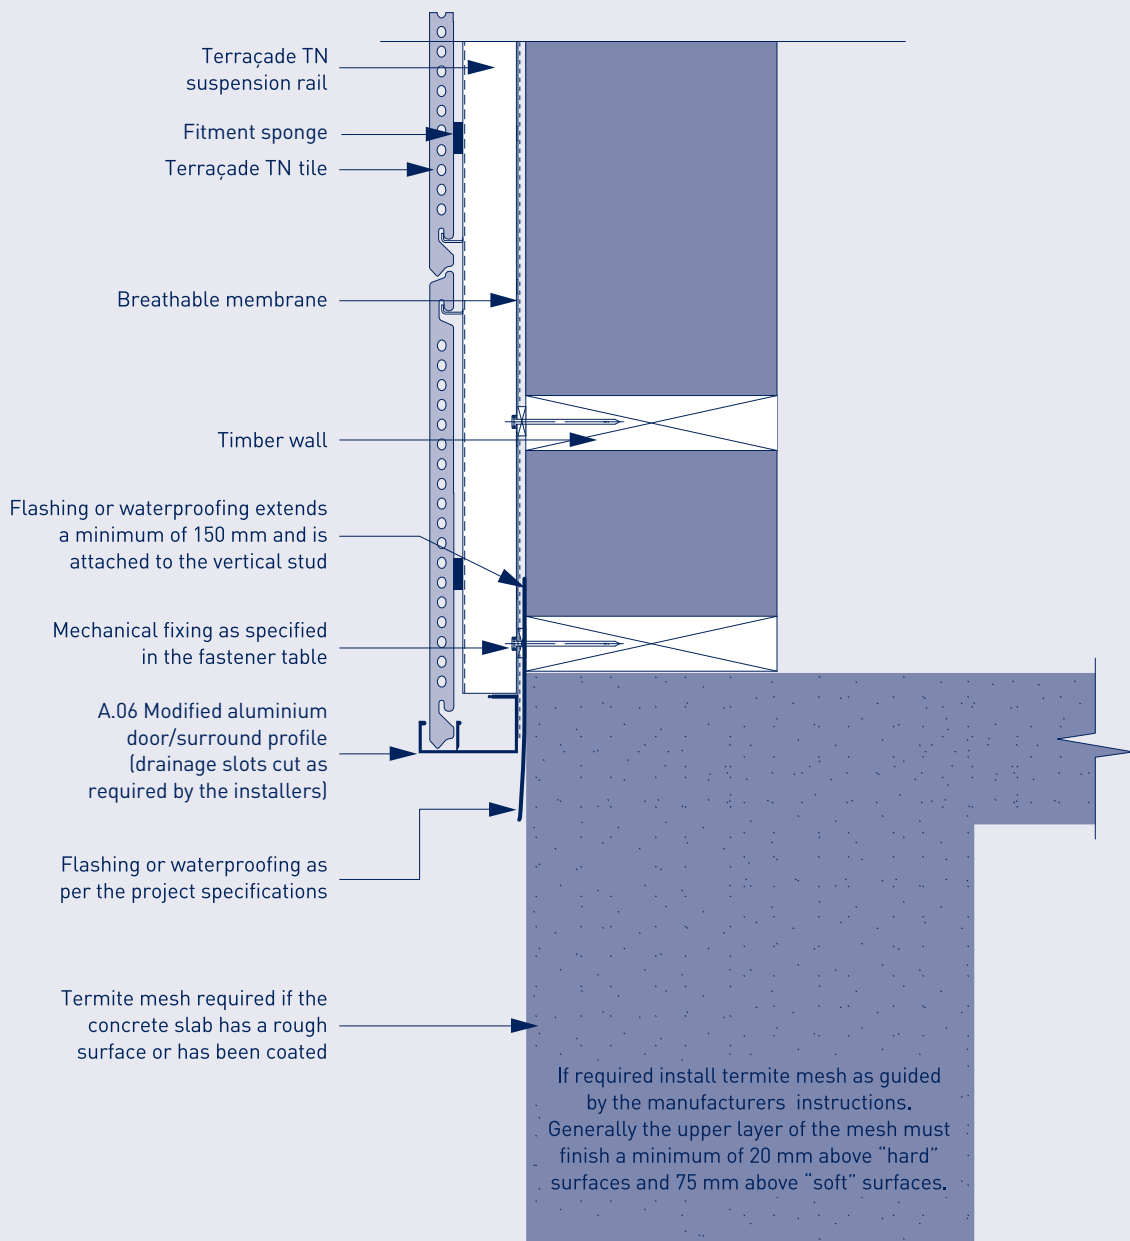 Terraçade TN
suspension rail
Fitment sponge
Terraçade TN tile
Breathable membrane
Timber wall
Flashing or waterproofing extends
a minimum of 150 mm and is
attached to the vertical stud
Mechanical fixing as specified
in the fastener table
A.06 Modified aluminium
door/surround profile
(drainage slots cut as
required by the installers)
Flashing or waterproofing as
per the project specifications
Termite mesh required if the
concrete slab has a rough
surface or has been coated
If required install termite mesh as guided
by the manufacturers instructions.
Generally the upper layer of the mesh must
finish a minimum of 20 mm above “hard”
surfaces and 75 mm above “soft” surfaces.